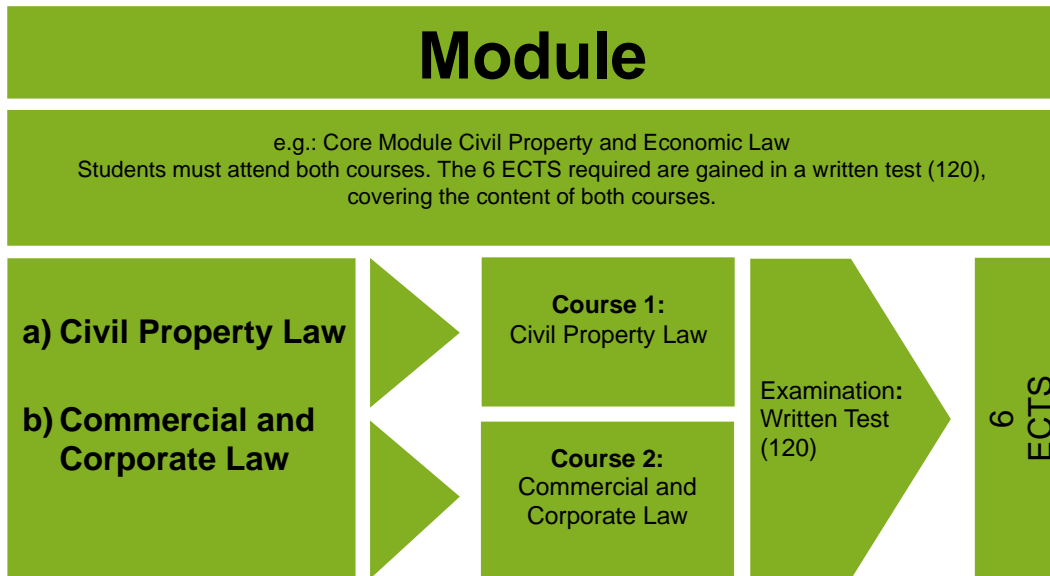 Module
e.g.: Core Module Civil Property and Economic Law
Students must attend both courses. The 6 ECTS required are gained in a written test (120),
covering the content of both courses.
a) Civil Property Law
b) Commercial and
Corporate Law
Course 1:
Civil Property Law
Course 2:
Commercial and
Corporate Law
Examination:
Written Test
(120)
6
ECTS